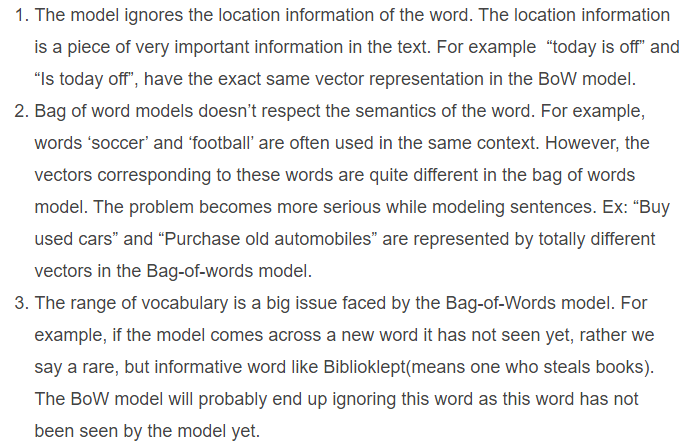 1. The model ignores the location information of the word. The location information
is a piece of very important information in the text. For example  “today is off” and
“Is today off”, have the exact same vector representation in the BoW model.
2. Bag of word models doesn’t respect the semantics of the word. For example,
words ‘soccer’ and ‘football’ are often used in the same context. However, the
vectors corresponding to these words are quite different in the bag of words
model. The problem becomes more serious while modeling sentences. Ex: “Buy
used cars” and “Purchase old automobiles” are represented by totally different
vectors in the Bag-of-words model.
3. The range of vocabulary is a big issue faced by the Bag-of-Words model. For
example, if the model comes across a new word it has not seen yet, rather we
say a rare, but informative word like Biblioklept(means one who steals books).
The BoW model will probably end up ignoring this word as this word has not
been seen by the model yet.